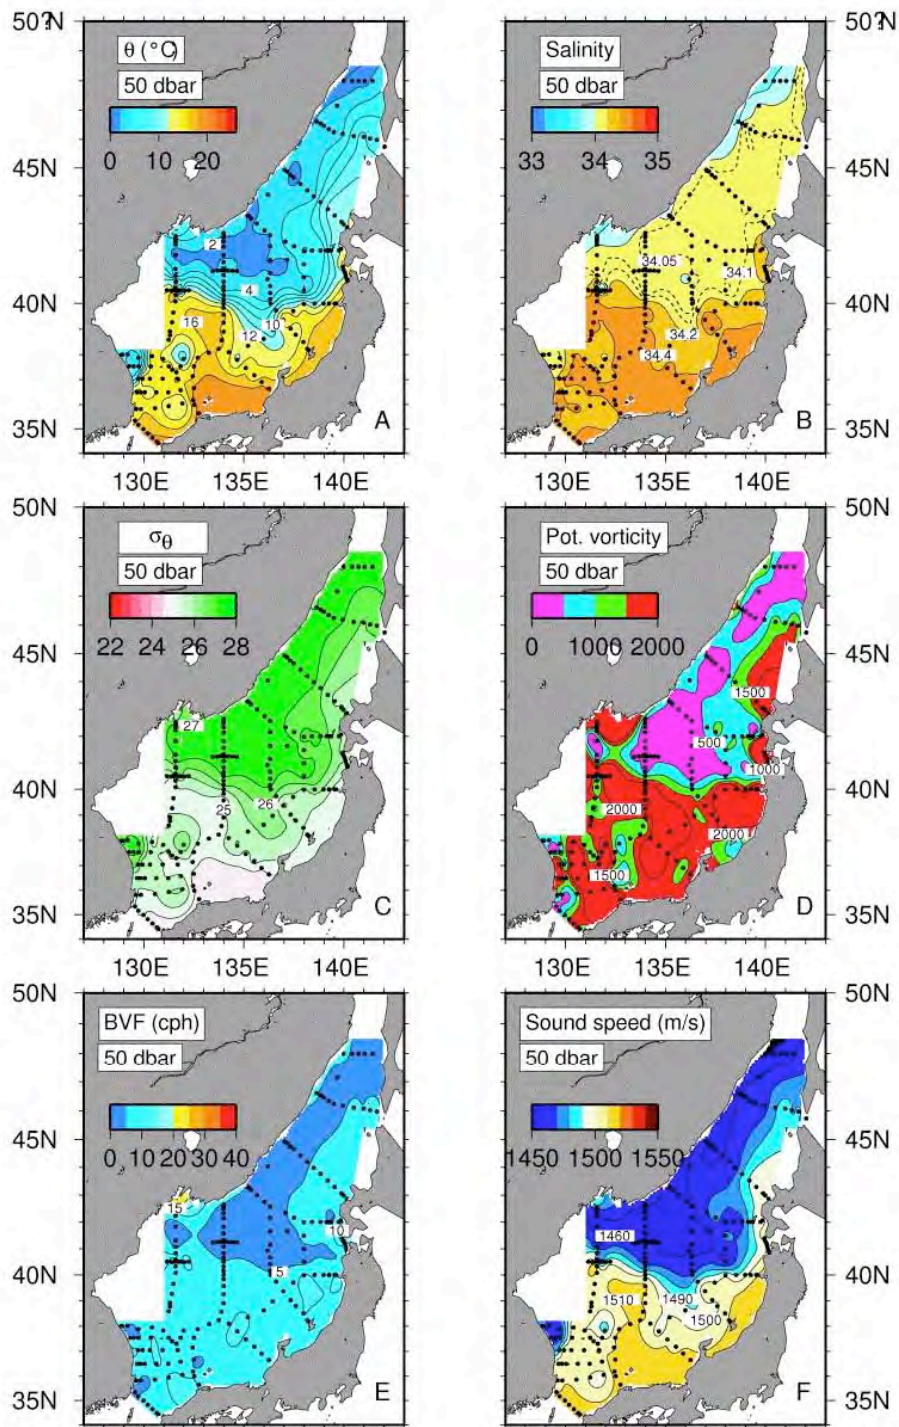 50?N
θ (°C)
50 dbar
0 10 20
45N
40N
35N
2
4
16
10
12
A
130E 135E 140E
50?N
Salinity
50 dbar
33 34 35
45N
40N
35N
34.05
34.1
34.2
34.4
B
130E 135E 140E
50N
σθ
50 dbar
22 24 26 28
45N
40N
35N
27
26
25
C
130E 135E 140E
50N
Pot. vorticity
50 dbar
0 1000 2000
45N
40N
35N
1500
500
1000
2000
2000
1500
D
130E 135E 140E
50N
BVF (cph)
50 dbar
0 10 20 30 40
45N
40N
35N
15
10
5
E
50N
Sound speed (m/s)
50 dbar
1450 1500 1550
45N
40N
35N
1460
1510
1490
1500
F